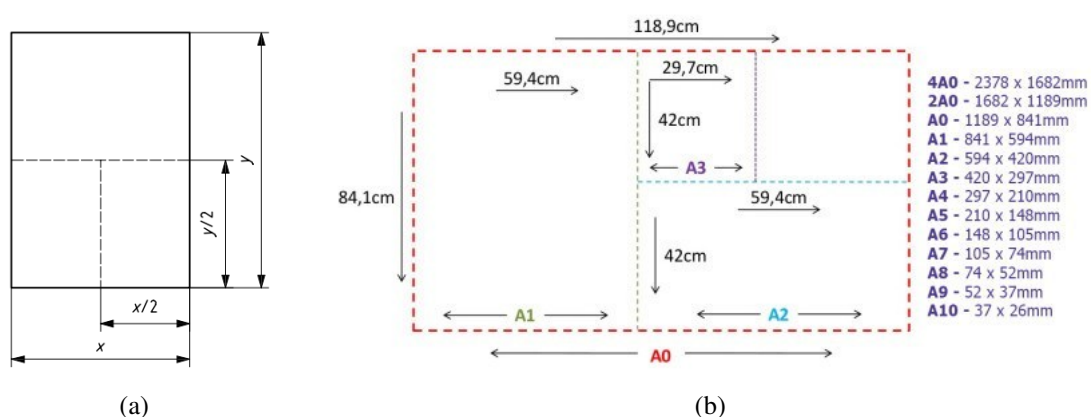 y
y/2
x/2
x
(a)
118,9cm
59,4cm
29,7cm
42cm
A3
84,1cm
59,4cm
42cm
A1
A2
A0
4A0 - 2378 x 1682mm
2A0 - 1682 x 1189mm
A0 - 1189 x 841mm
A1 - 841 x 594mm
A2 - 594 x 420mm
A3 - 420 x 297mm
A4 - 297 x 210mm
A5 - 210 x 148mm
A6 - 148 x 105mm
A7 - 105 x 74mm
A8 - 74 x 52mm
A9 - 52 x 37mm
A10 - 37 x 26mm
(b)